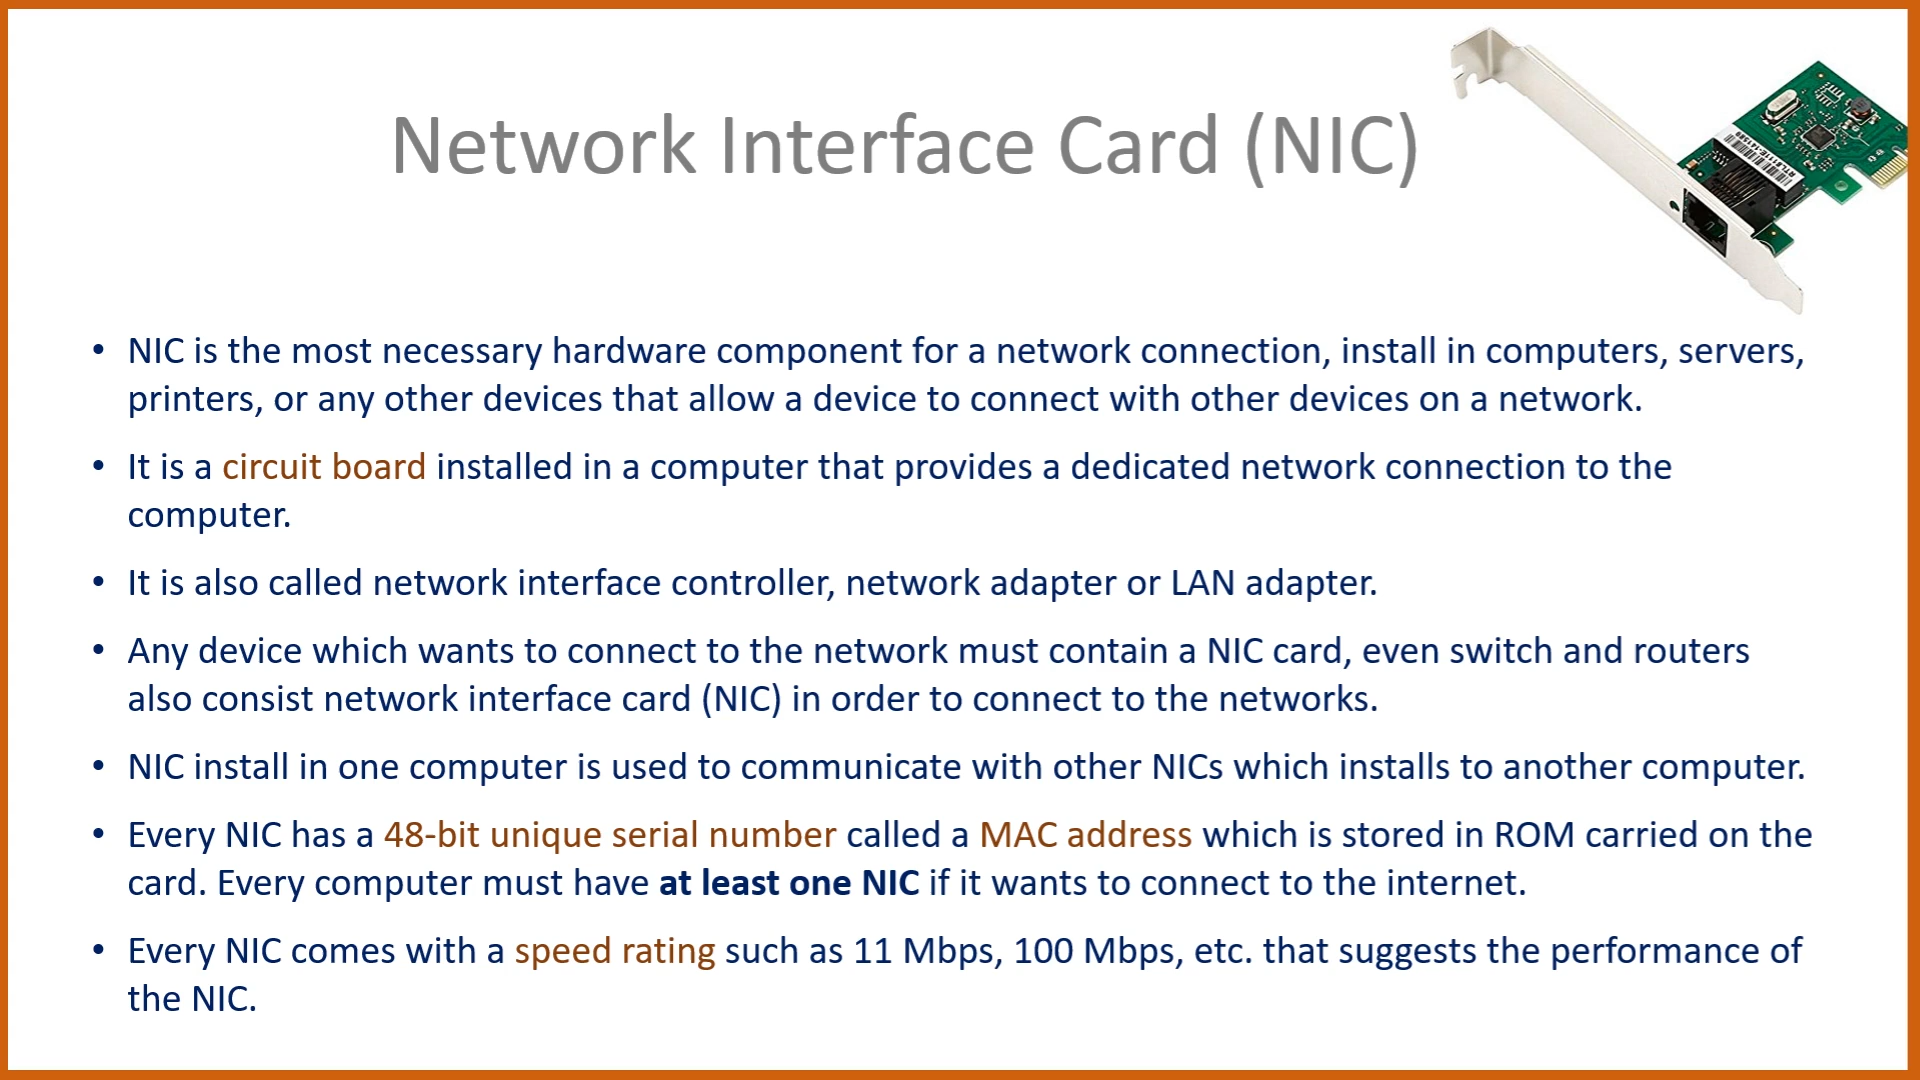 Network Interface Card (NIC)
• NIC is the most necessary hardware component for a network connection, install in computers, servers,
printers, or any other devices that allow a device to connect with other devices on a network.
• It is a circuit board installed in a computer that provides a dedicated network connection to the
computer.
• It is also called network interface controller, network adapter or LAN adapter.
• Any device which wants to connect to the network must contain a NIC card, even switch and routers
also consist network interface card (NIC) in order to connect to the networks.
• NIC install in one computer is used to communicate with other NICs which installs to another computer.
• Every NIC has a 48-bit unique serial number called a MAC address which is stored in ROM carried on the
card. Every computer must have at least one NIC if it wants to connect to the internet.
• Every NIC comes with a speed rating such as 11 Mbps, 100 Mbps, etc. that suggests the performance of
the NIC.